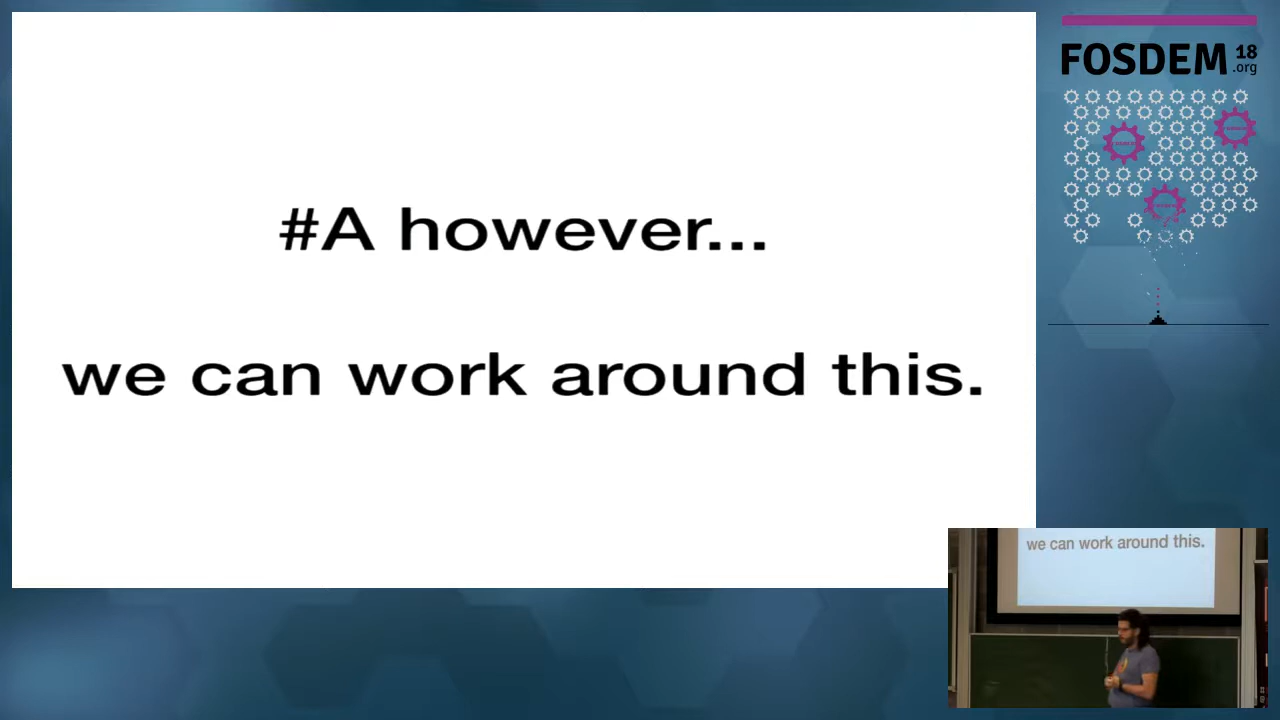 #A however...
we can work around this.
FOSDEM 18
.org
we can work around this.